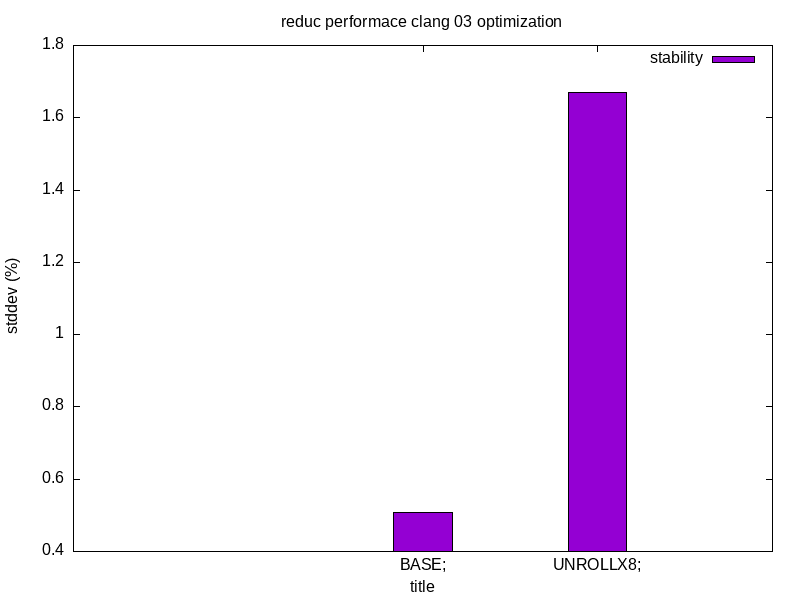 reduc performace clang 03 optimization
stability
1.8
1.6
1.4
1.2
1
0.8
0.6
0.4
stddev (%)
BASE; UNROLLX8;
title